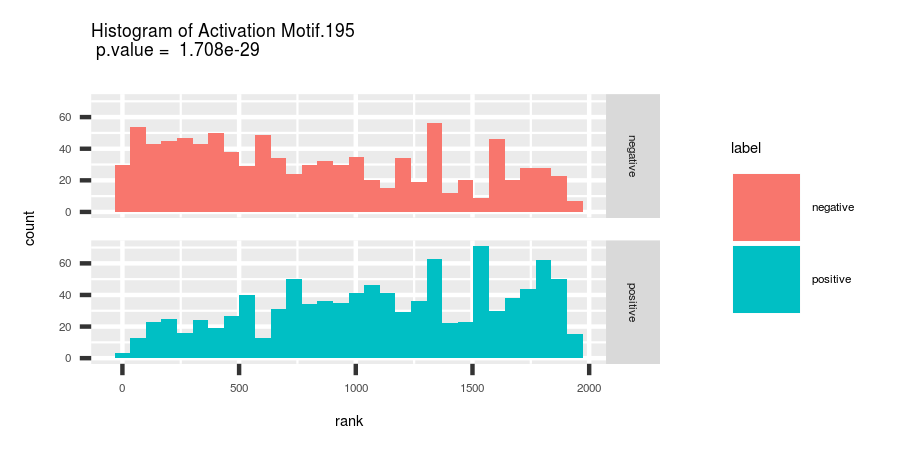 Histogram of Activation Motif.195
p.value = 1.708e-29
count
60
40
20
0
negative
60
40
20
0
positive
0
500
1000
1500
2000
rank
label
negative
positive